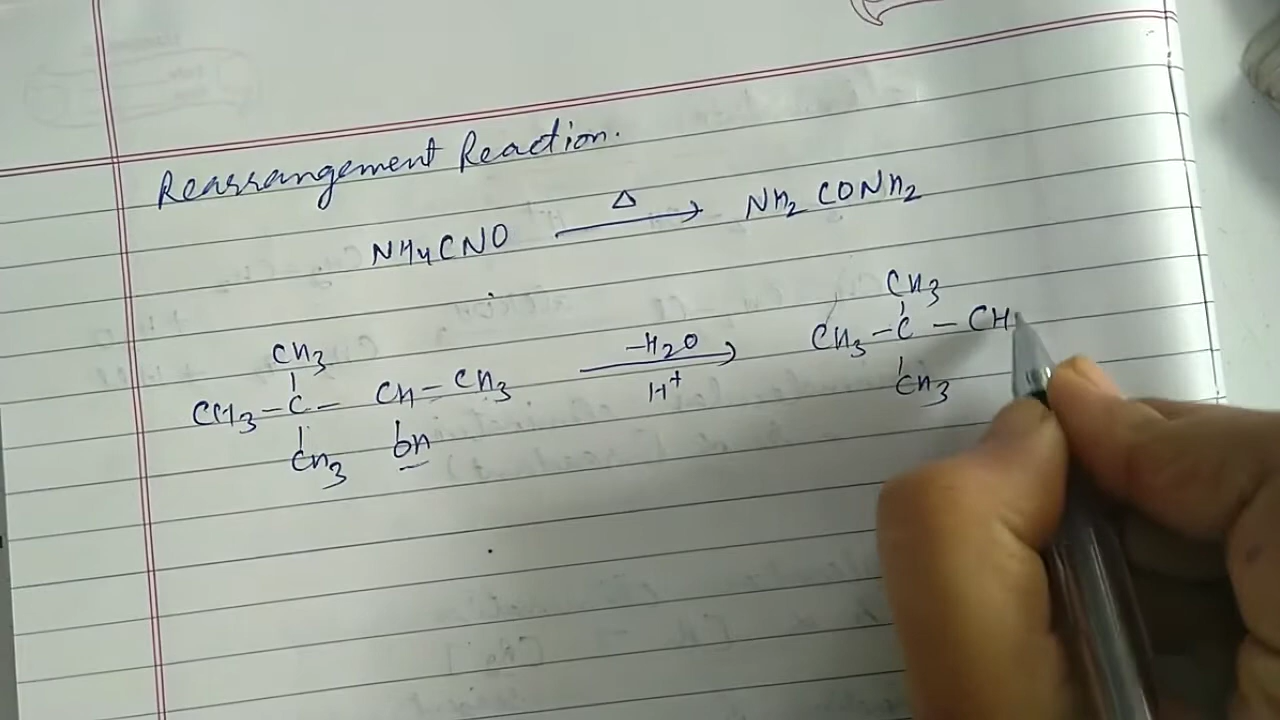 Rearrangement Reaction.
NH4CNO Δ → NH2CONH2
CH3
CH3 - C - CH - CH3
CH3 OH
-H2O
→
H+
CH3
CH3 - C - CH
CH3